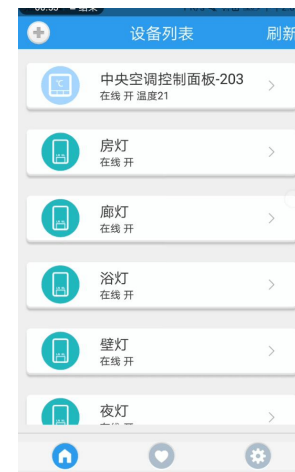 设备列表
刷新
中央空调控制面板-203
在线 开 温度21
房灯
在线 开
廊灯
在线 开
浴灯
在线 开
壁灯
在线 开
夜灯